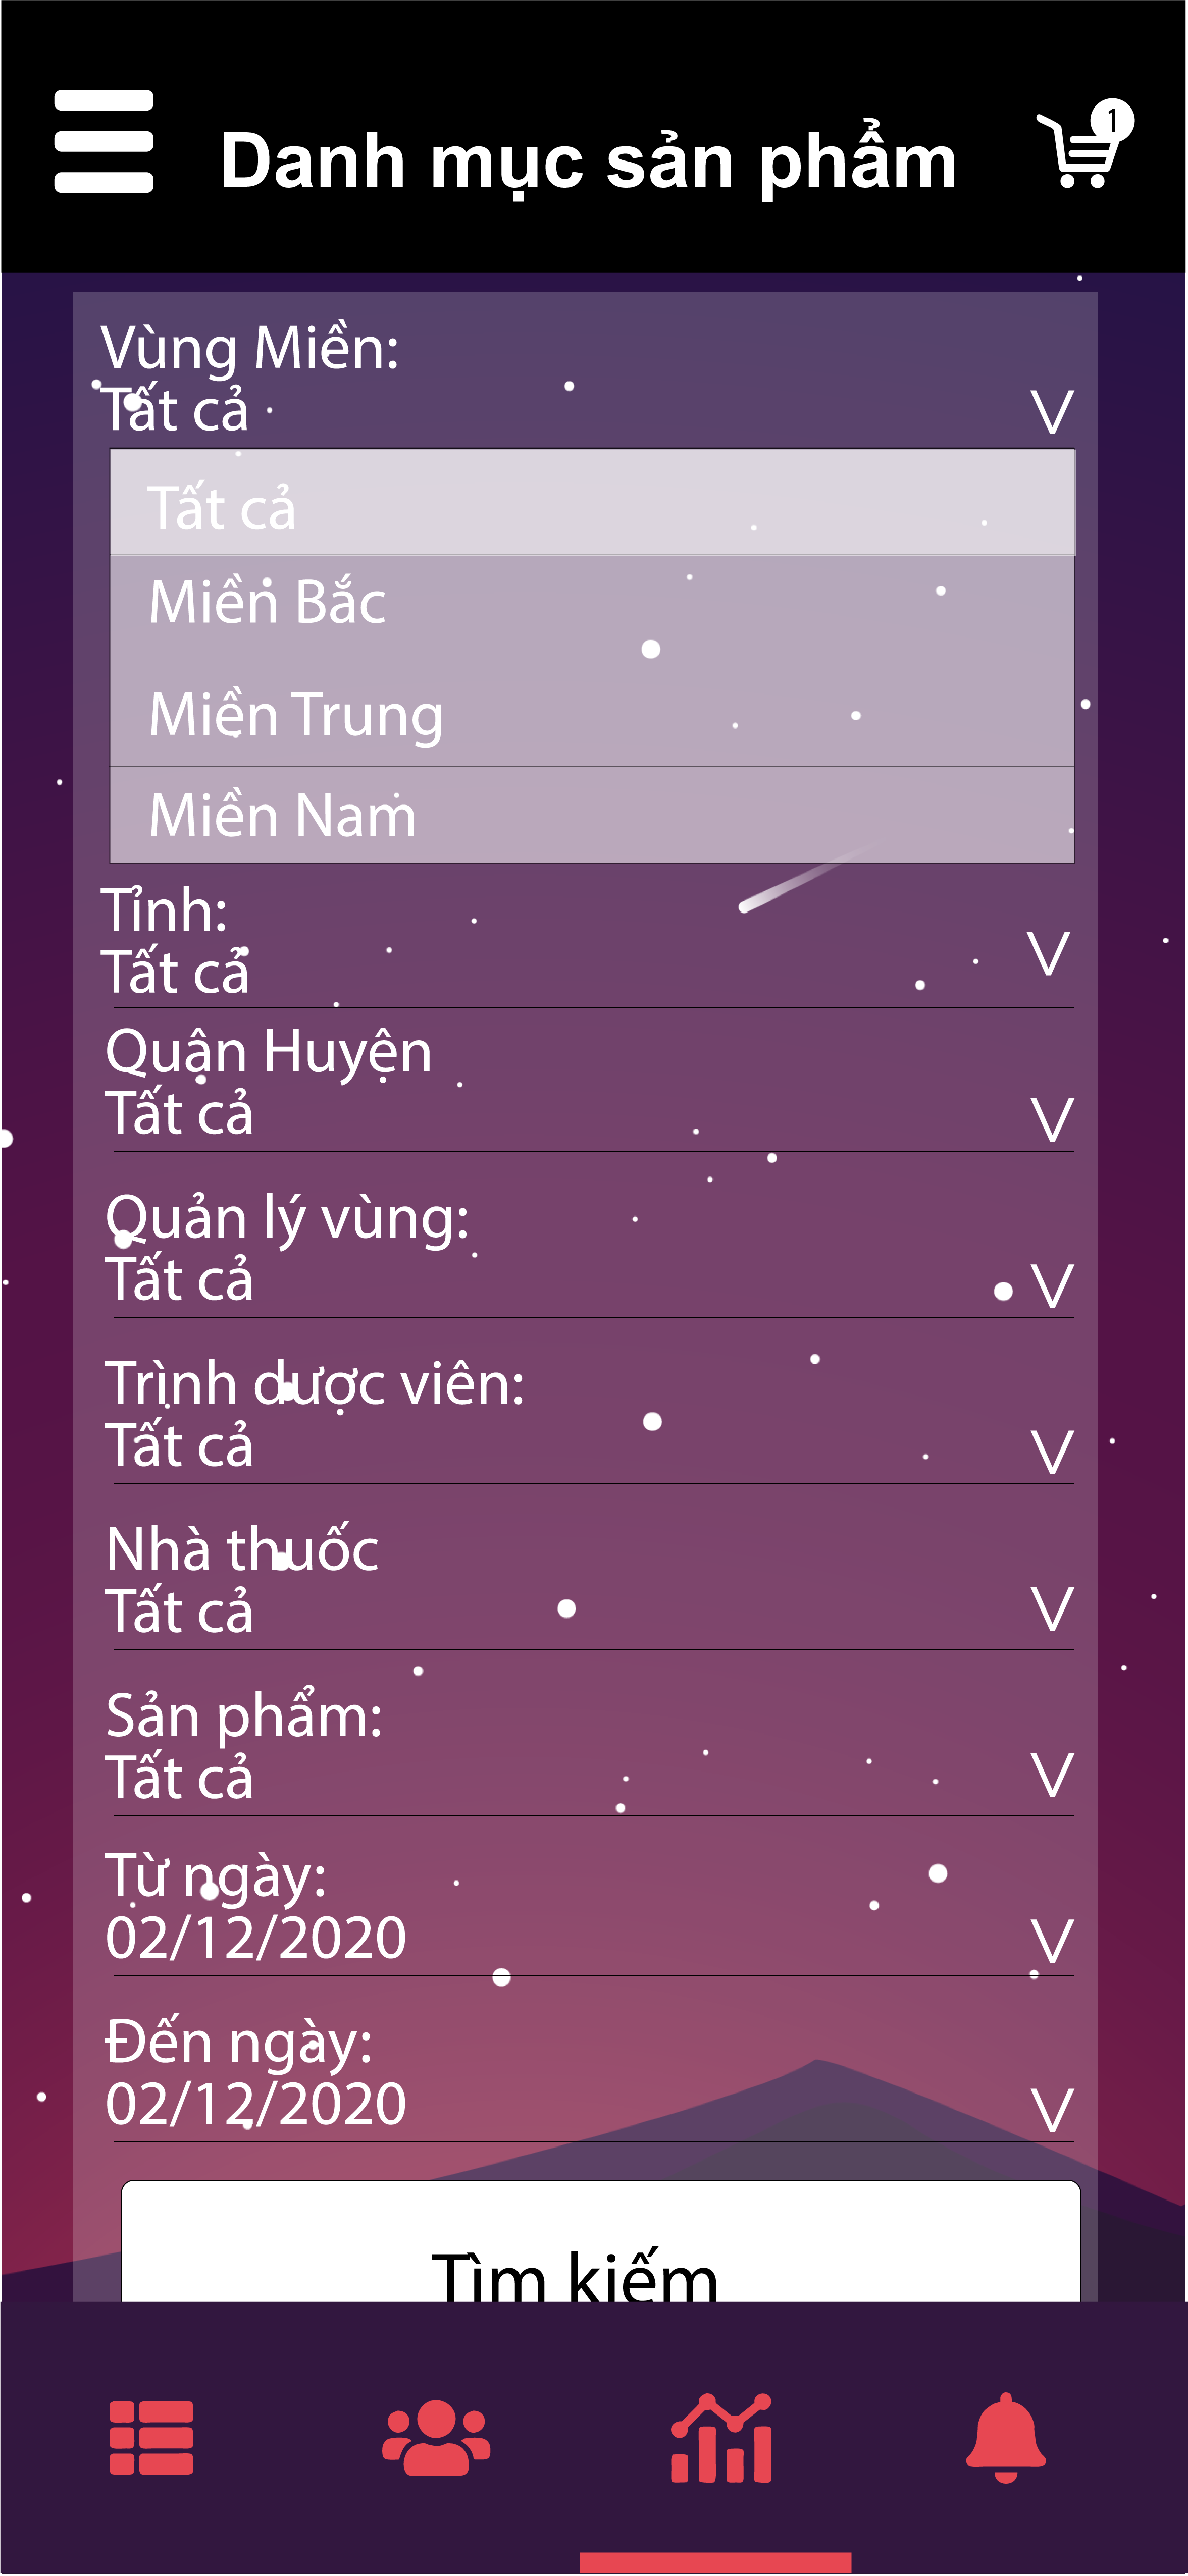 Danh mục sản phẩm
1
Vùng Miền:
Tất cả
V
Tất cả
Miền Bắc
Miền Trung
Miền Nam
Tỉnh:
Tất cả
V
Quận Huyện
Tất cả
V
Quản lý vùng:
Tất cả
V
Trình dược viên:
Tất cả
V
Nhà thuốc
Tất cả
V
Sản phẩm:
Tất cả
V
Từ ngày:
02/12/2020
V
Đến ngày:
02/12/2020
V
Tìm kiếm